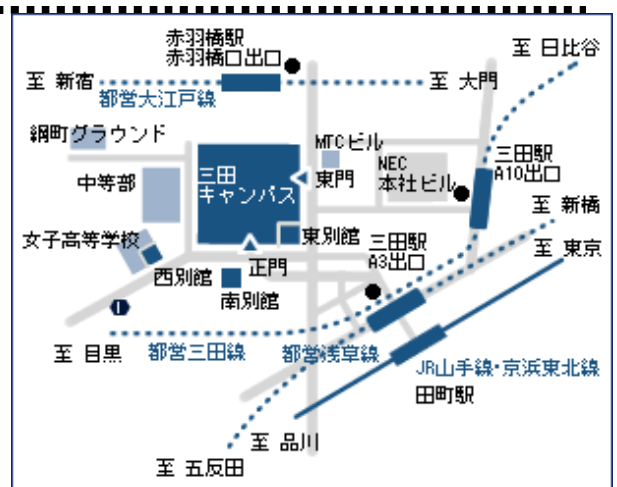 赤羽橋駅
赤羽橋口出口
至 日比谷
至 新宿
至 大門
都営大江戸線
綱町グラウンド
MTCビル
NEC
本社ビル
三田駅
A10出口
中等部
三田
キャンパス
東門
至 新橋
女子高等学校
東別館
三田駅
A3出口
至 東京
西別館
正門
南別館
至 目黒
都営三田線
都営浅草線
JR山手線・京浜東北線
田町駅
至 品川
至 五反田